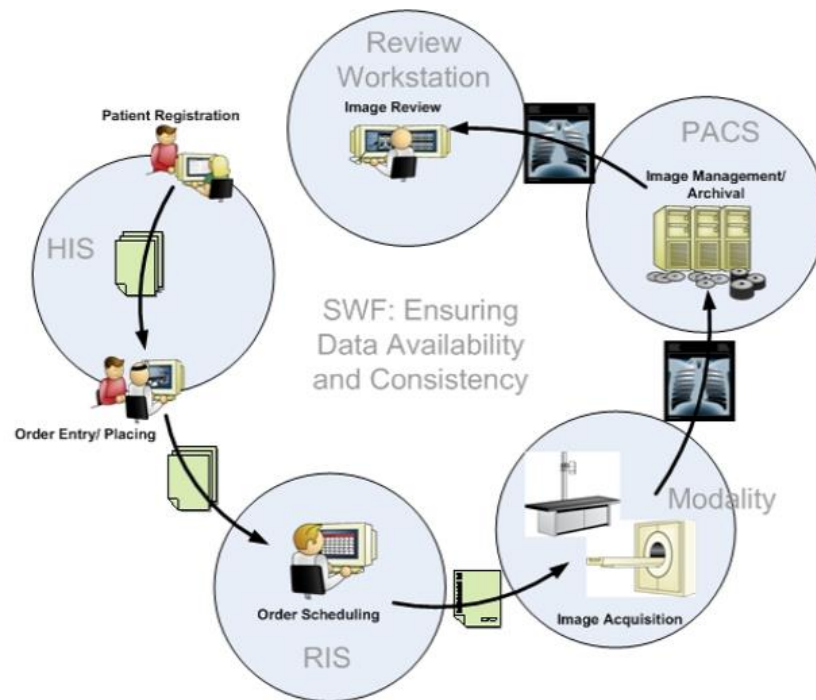 Review
Workstation
Image Review
Patient Registration
PACS
Image Management/
Archival
HIS
SWF: Ensuring
Data Availability
and Consistency
Order Entry/ Placing
Modality
Order Scheduling
Image Acquisition
RIS